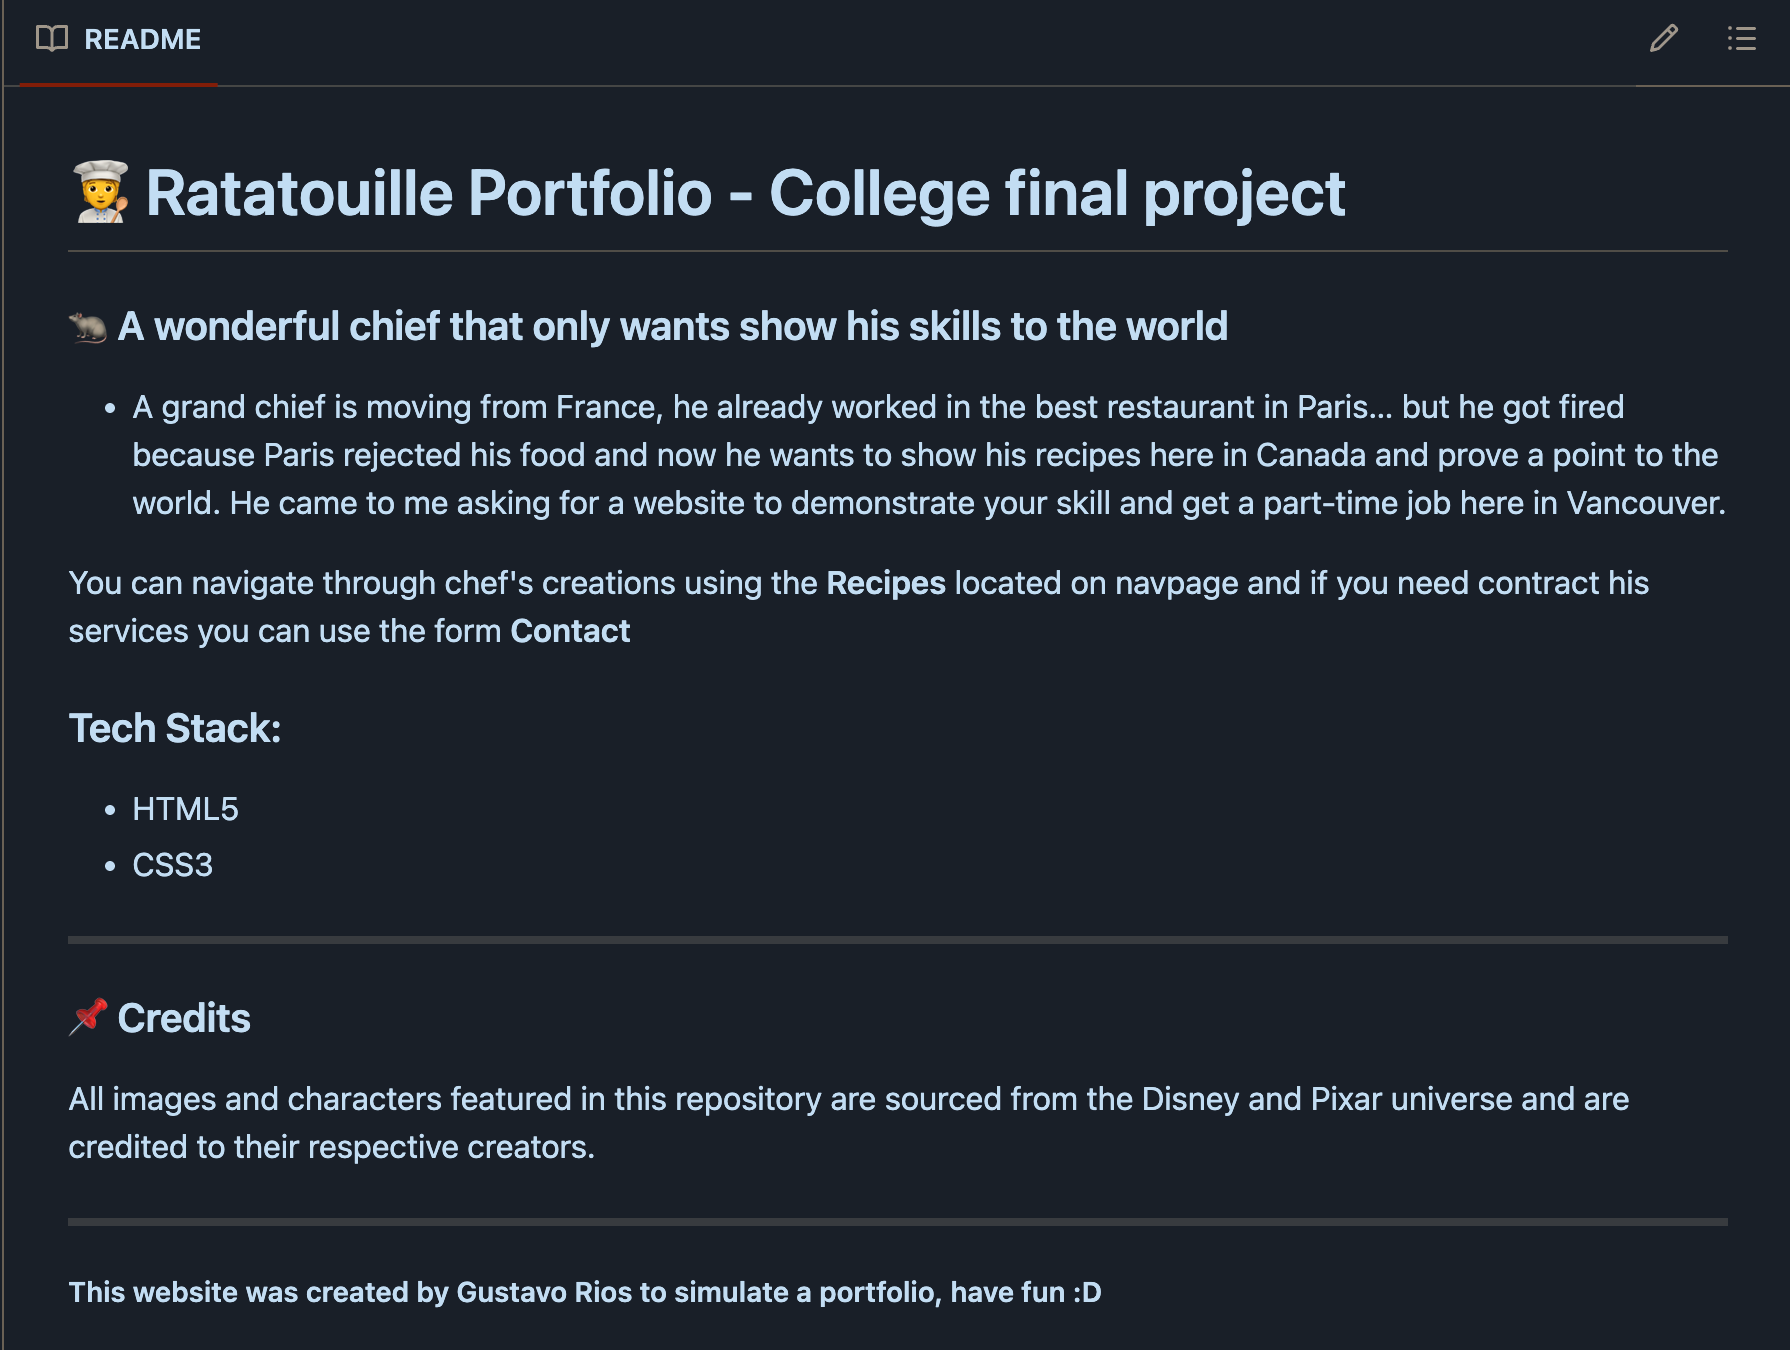 README
Ratatouille Portfolio - College final project
A wonderful chief that only wants show his skills to the world
A grand chief is moving from France, he already worked in the best restaurant in Paris... but he got fired
because Paris rejected his food and now he wants to show his recipes here in Canada and prove a point to the
world. He came to me asking for a website to demonstrate your skill and get a part-time job here in Vancouver.
You can navigate through chef's creations using the Recipes located on navpage and if you need contract his
services you can use the form Contact
Tech Stack:
HTML5
CSS3
Credits
All images and characters featured in this repository are sourced from the Disney and Pixar universe and are
credited to their respective creators.
This website was created by Gustavo Rios to simulate a portfolio, have fun :D